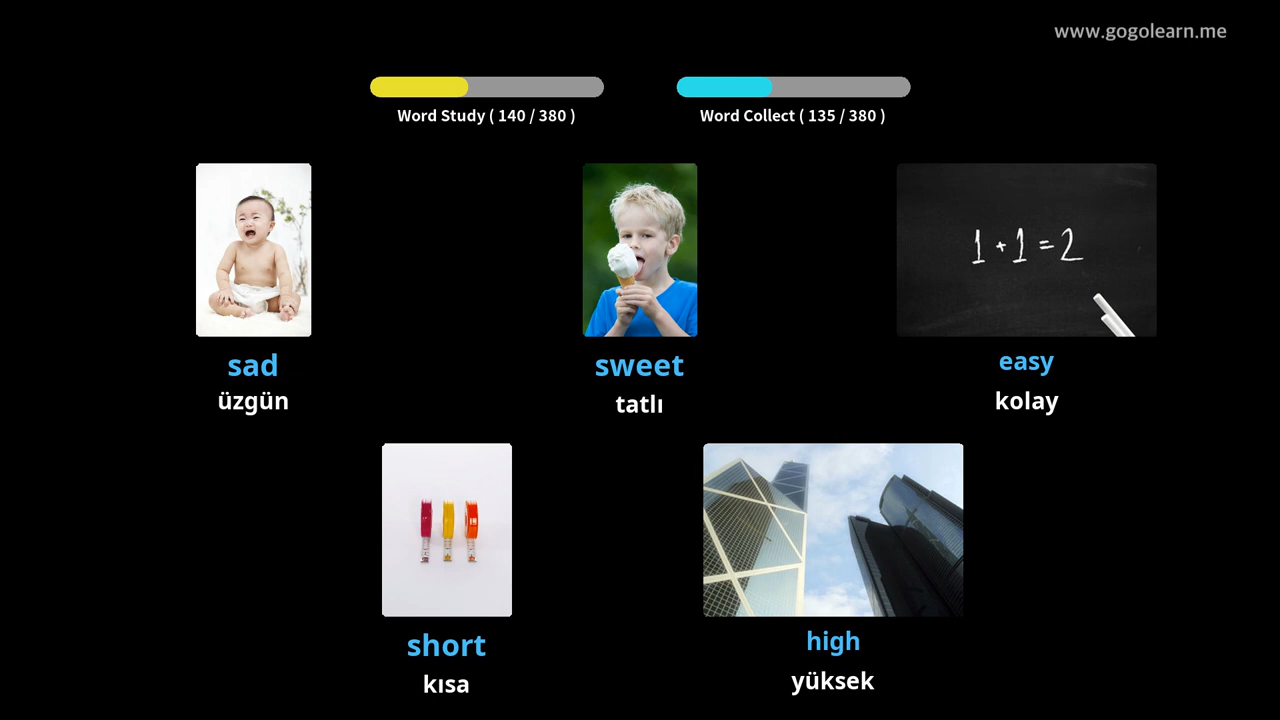 www.gogolearn.me
Word Study ( 140 / 380 )
Word Collect ( 135 / 380 )
1 + 1 = 2
sad
sweet
easy
üzgün
tatlı
kolay
short
high
kısa
yüksek